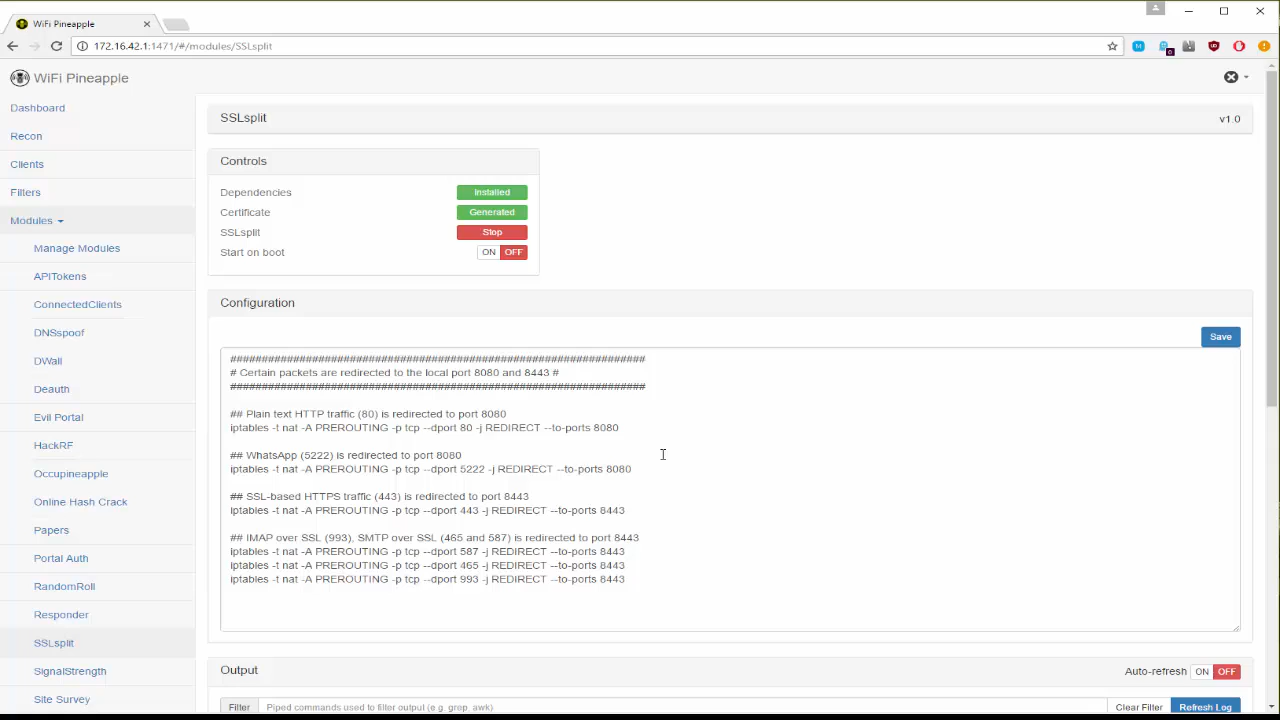 WiFi Pineapple
172.16.42.1:1471/#/modules/SSLsplit
WiFi Pineapple
Dashboard
Recon
Clients
Filters
Modules
Manage Modules
APITokens
ConnectedClients
DNSspoof
DWall
Deauth
Evil Portal
HackRF
Occupineapple
Online Hash Crack
Papers
Portal Auth
RandomRoll
Responder
SSLsplit
SignalStrength
Site Survey
SSLsplit v1.0
Controls
Dependencies Installed
Certificate Generated
SSLsplit Stop
Start on boot ON OFF
Configuration
Save
##################################################################
# Certain packets are redirected to the local port 8080 and 8443 #
##################################################################
## Plain text HTTP traffic (80) is redirected to port 8080
iptables -t nat -A PREROUTING -p tcp --dport 80 -j REDIRECT --to-ports 8080
## WhatsApp (5222) is redirected to port 8080
iptables -t nat -A PREROUTING -p tcp --dport 5222 -j REDIRECT --to-ports 8080
## SSL-based HTTPS traffic (443) is redirected to port 8443
iptables -t nat -A PREROUTING -p tcp --dport 443 -j REDIRECT --to-ports 8443
## IMAP over SSL (993), SMTP over SSL (465 and 587) is redirected to port 8443
iptables -t nat -A PREROUTING -p tcp --dport 587 -j REDIRECT --to-ports 8443
iptables -t nat -A PREROUTING -p tcp --dport 465 -j REDIRECT --to-ports 8443
iptables -t nat -A PREROUTING -p tcp --dport 993 -j REDIRECT --to-ports 8443
Output Auto-refresh ON OFF
Filter Piped commands used to filter output (e.g. grep, awk) Clear Filter Refresh Log